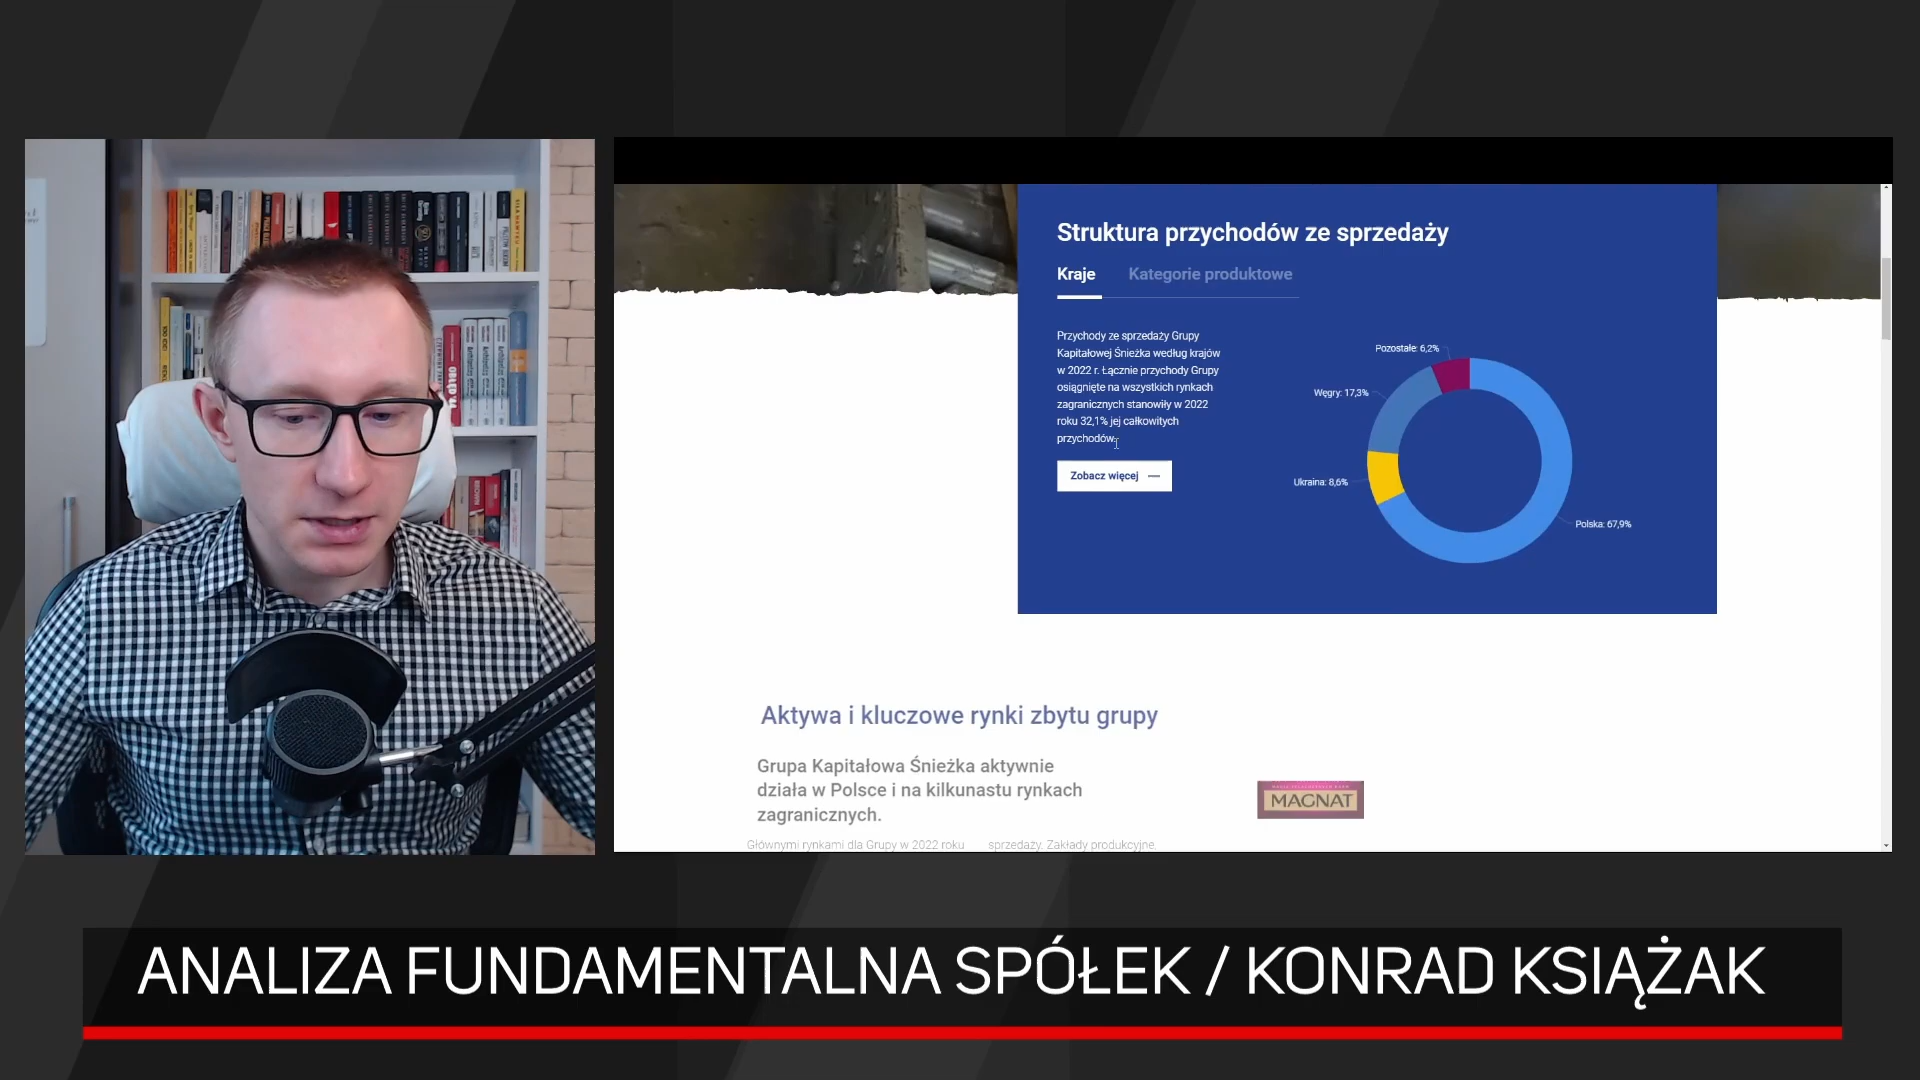 Struktura przychodów ze sprzedaży
Kraje Kategorie produktowe
Przychody ze sprzedaży Grupy
Kapitałowej Śnieżka według krajów
w 2022 r. Łącznie przychody Grupy
osiągnięte na wszystkich rynkach
zagranicznych stanowiły w 2022
roku 32,1% jej całkowitych
przychodów.
Zobacz więcej
Pozostałe: 6,2%
Węgry: 17,3%
Ukraina: 8,6%
Polska: 67,9%
Aktywa i kluczowe rynki zbytu grupy
Grupa Kapitałowa Śnieżka aktywnie
działa w Polsce i na kilkunastu rynkach
zagranicznych.
MAGNAT
Głównymi rynkami dla Grupy w 2022 roku sprzedaży. Zakłady produkcyjne,
ANALIZA FUNDAMENTALNA SPÓŁEK / KONRAD KSIĄŻAK